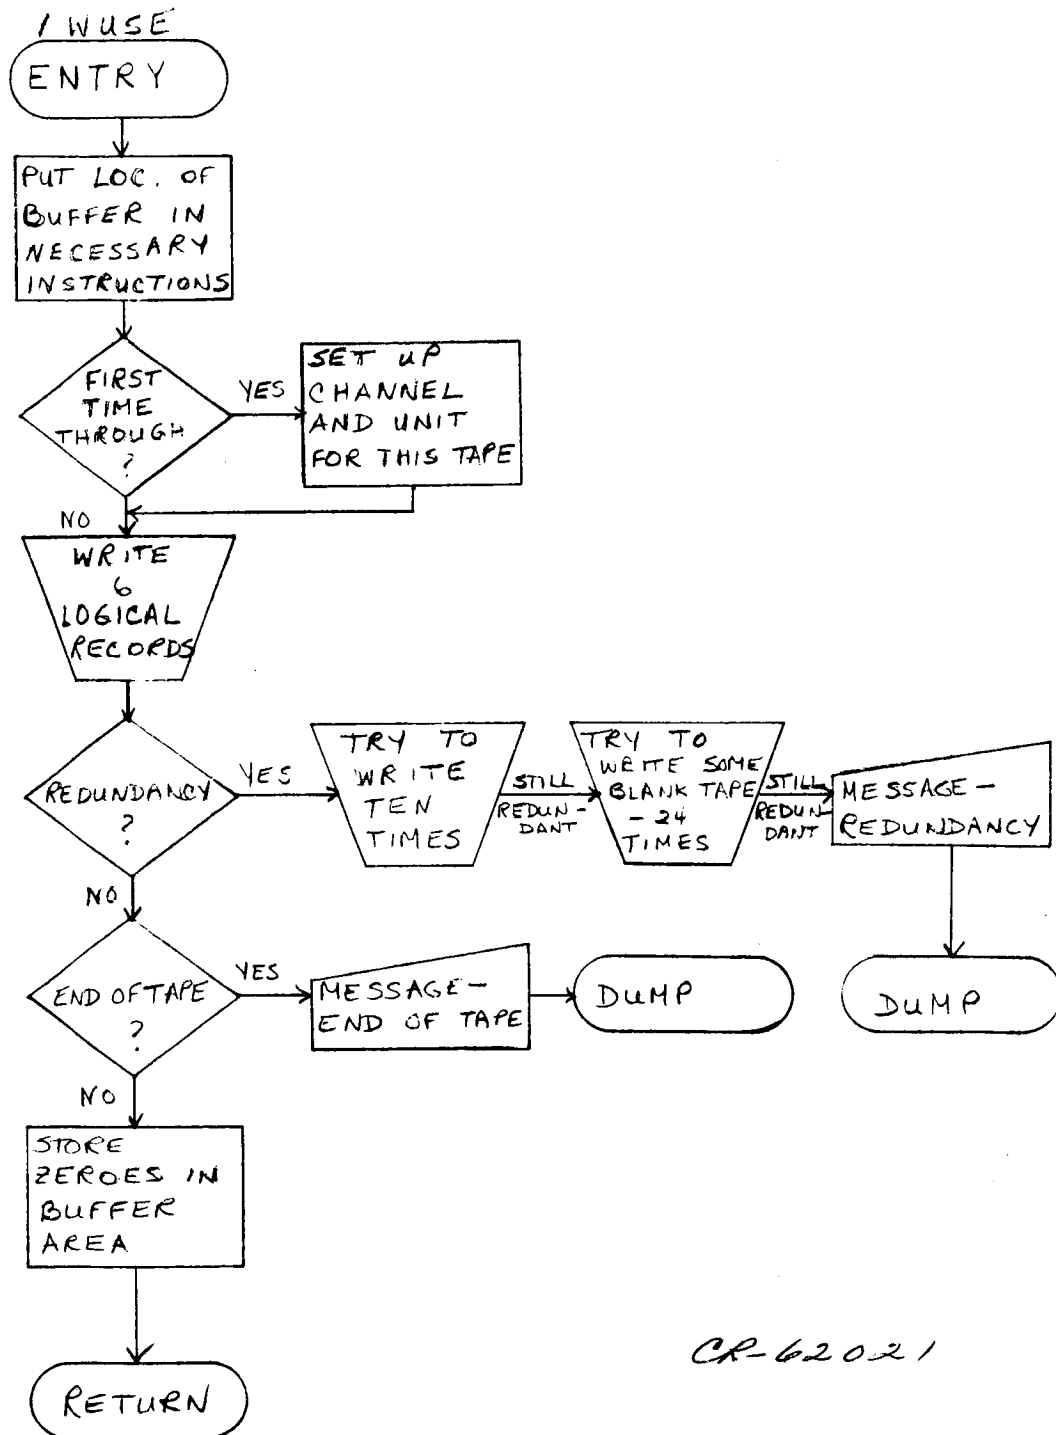 1WUSE
ENTRY
PUT LOC. OF
BUFFER IN
NECESSARY
INSTRUCTIONS
FIRST
TIME
THROUGH
?
YES
SET UP
CHANNEL
AND UNIT
FOR THIS TAPE
NO
WRITE
6
LOGICAL
RECORDS
REDUNDANCY
?
YES
TRY TO
WRITE
TEN
TIMES
STILL
REDUN-
DANT
TRY TO
WRITE SOME
BLANK TAPE
- 24
TIMES
STILL
REDUN-
DANT
MESSAGE-
REDUNDANCY
DUMP
NO
END OF TAPE
?
YES
MESSAGE-
END OF TAPE
DUMP
NO
STORE
ZEROES IN
BUFFER
AREA
RETURN
CR-62021